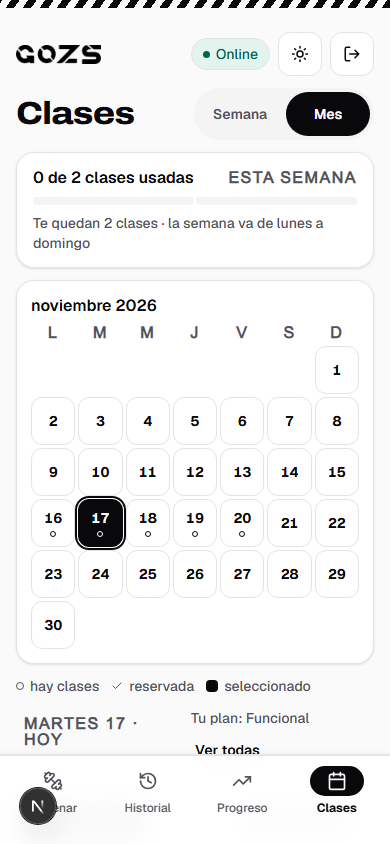 GOZS
Online
Clases
Semana
Mes
0 de 2 clases usadas
ESTA SEMANA
Te quedan 2 clases · la semana va de lunes a
domingo
noviembre 2026
L M M J V S D
1
2 3 4 5 6 7 8
9 10 11 12 13 14 15
16 17 18 19 20 21 22
23 24 25 26 27 28 29
30
hay clases
reservada
seleccionado
MARTES 17 ·
HOY
Tu plan: Funcional
Ver todas
N
enar
Historial
Progreso
Clases